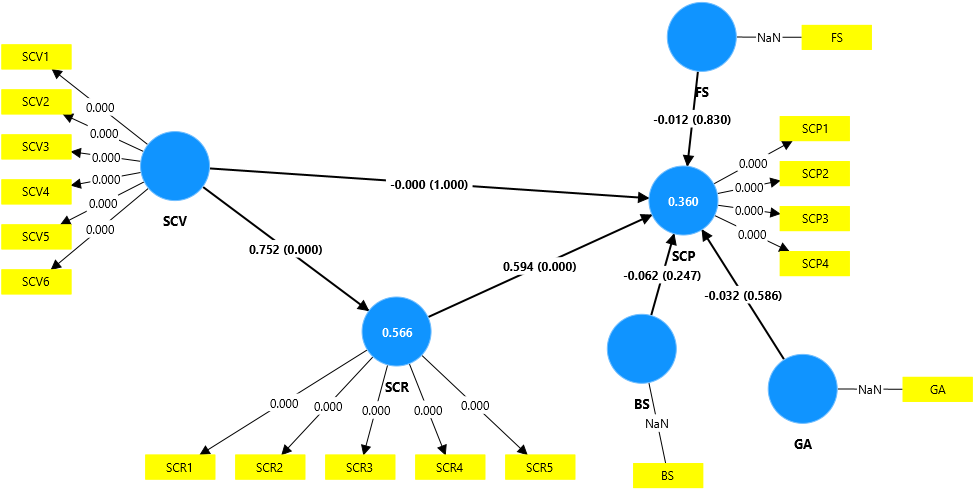 FS
NaN
FS
SCV1
SCV2
SCV3
SCV4
SCV5
SCV6
0.000
0.000
0.000
0.000
0.000
0.000
SCV
-0.012 (0.830)
-0.000 (1.000)
0.752 (0.000)
0.594 (0.000)
0.360
SCP
SCP1
SCP2
SCP3
SCP4
0.000
0.000
0.000
0.000
-0.062 (0.247)
-0.032 (0.586)
0.566
SCR
0.000
0.000
0.000
0.000
0.000
SCR1
SCR2
SCR3
SCR4
SCR5
BS
NaN
BS
GA
NaN
GA